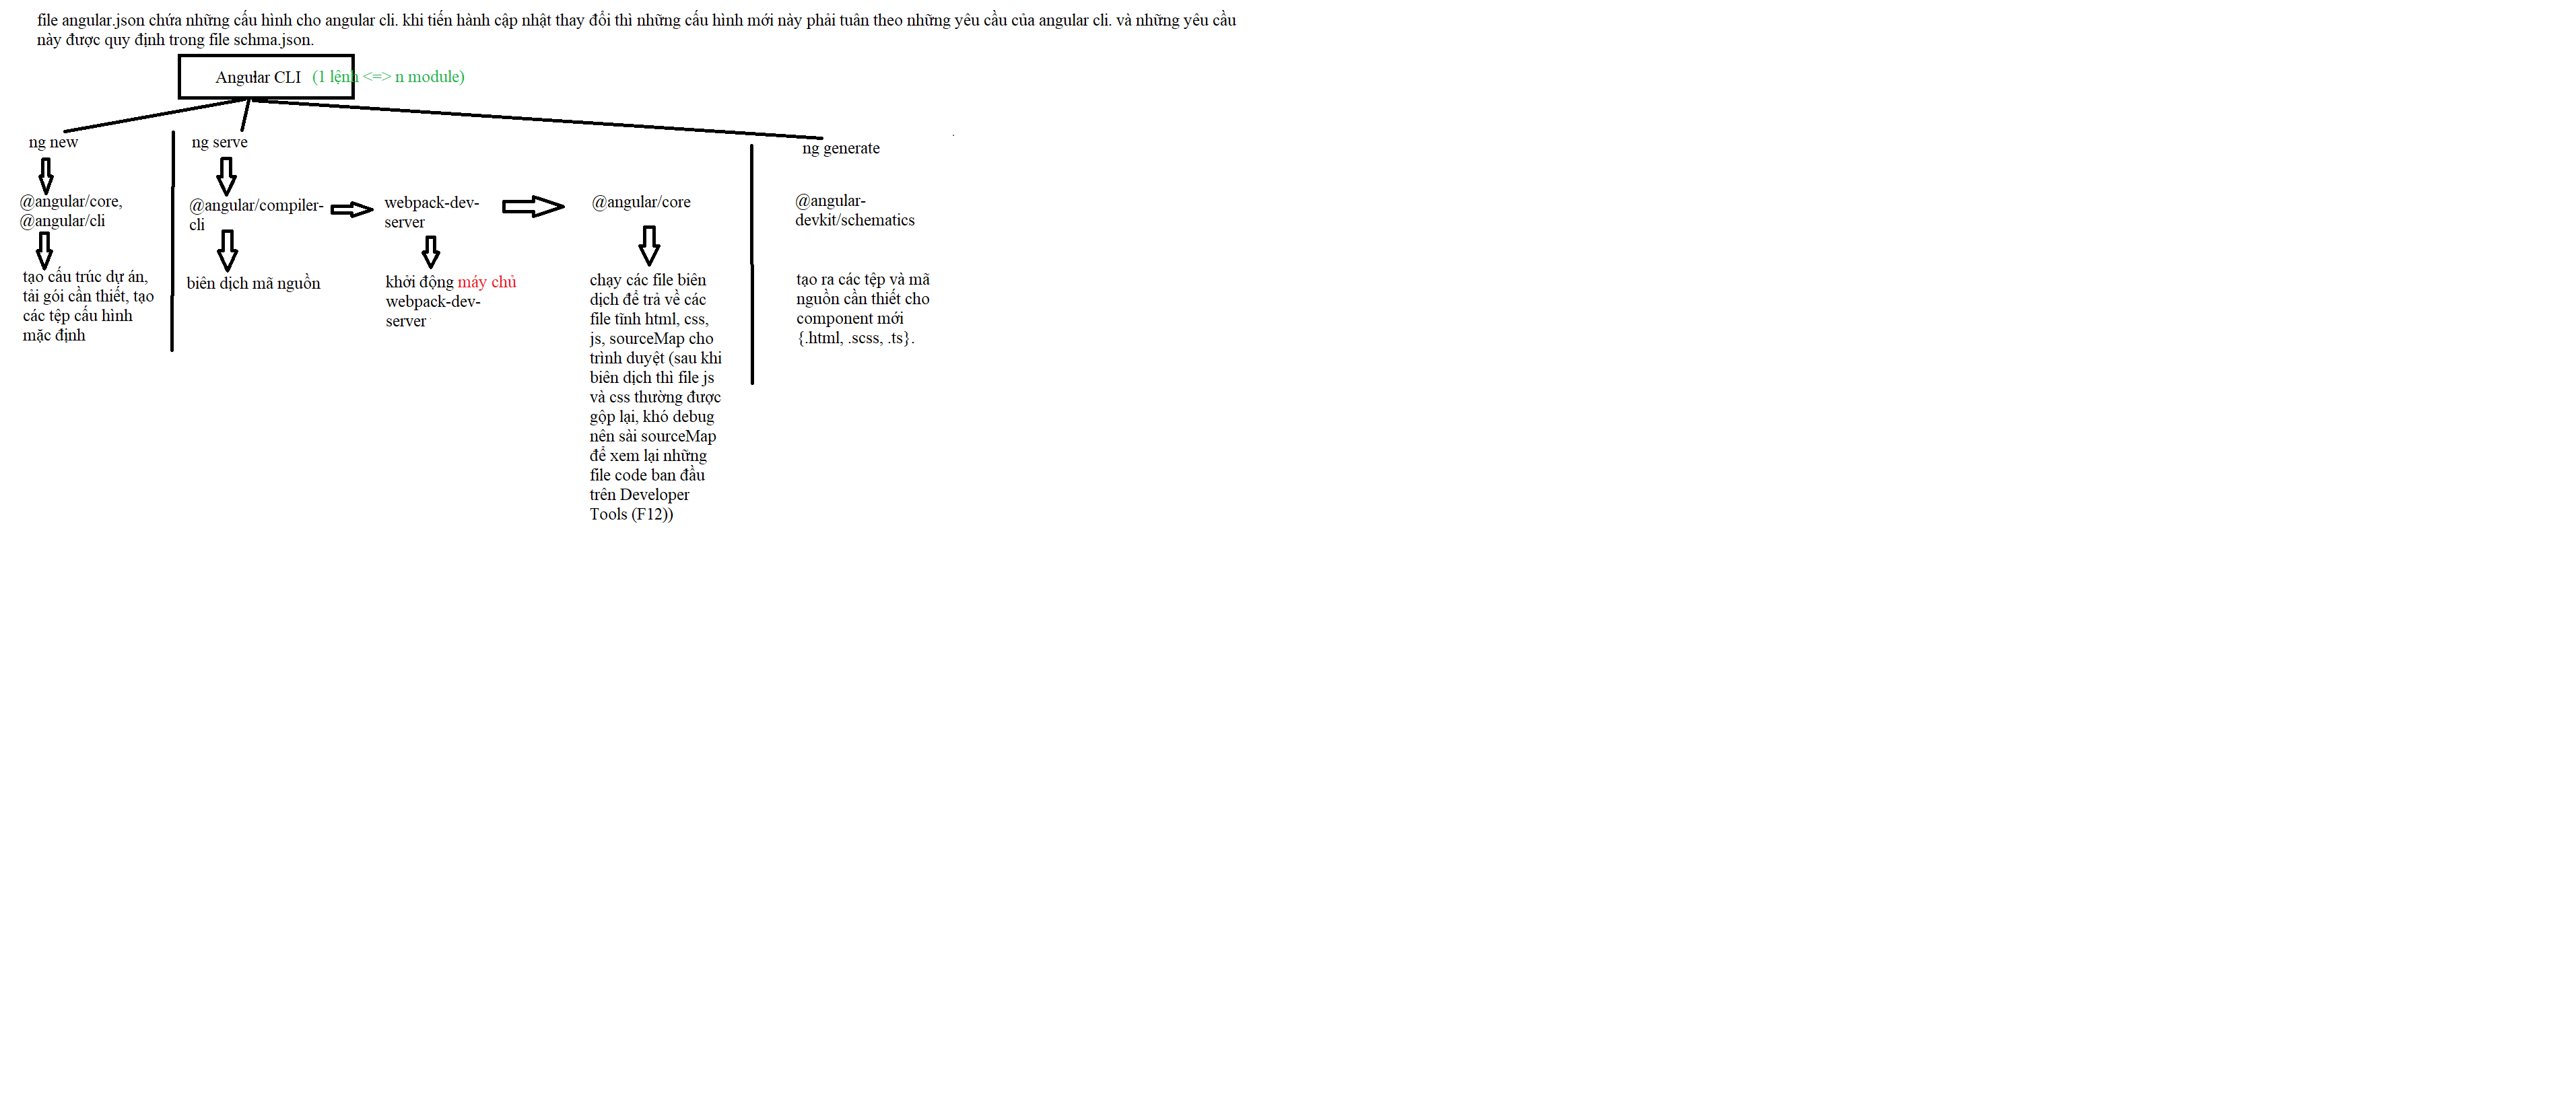 file angular.json chứa những cấu hình cho angular cli. khi tiến hành cập nhật thay đổi thì những cấu hình mới này phải tuân theo những yêu cầu của angular cli. và những yêu cầu
này được quy định trong file schma.json.
Angular CLI (1 lệnh <=> n module)
ng new
@angular/core,
@angular/cli
tạo cấu trúc dự án,
tải gói cần thiết, tạo
các tệp cấu hình
mặc định
ng serve
@angular/compiler-
cli
biên dịch mã nguồn
webpack-dev-
server
khởi động máy chủ
webpack-dev-
server
@angular/core
chạy các file biên
dịch để trả về các
file tĩnh html, css,
js, sourceMap cho
trình duyệt (sau khi
biên dịch thì file js
và css thường được
gộp lại, khó debug
nên sài sourceMap
để xem lại những
file code ban đầu
trên Developer
Tools (F12))
ng generate
@angular-
devkit/schematics
tạo ra các tệp và mã
nguồn cần thiết cho
component mới
{.html, .scss, .ts}.